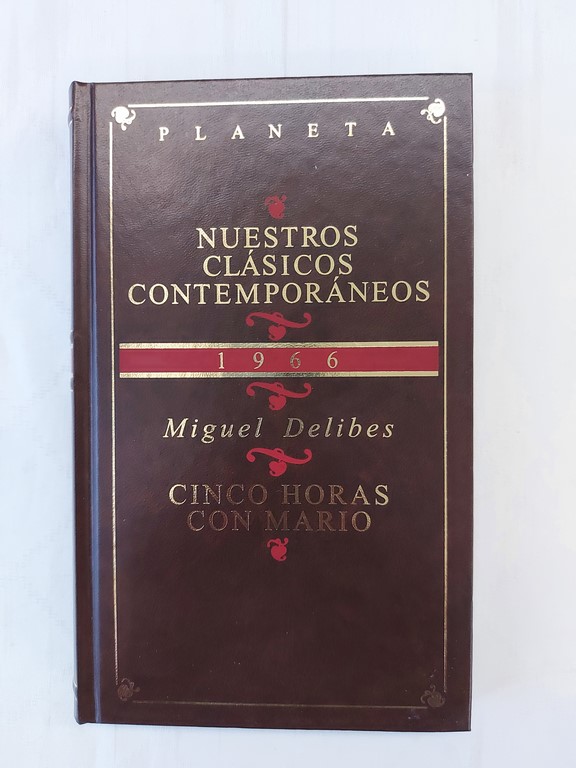 PLANETA
NUESTROS
CLÁSICOS
CONTEMPORÁNEOS
1966
Miguel Delibes
CINCO HORAS
CON MARIO